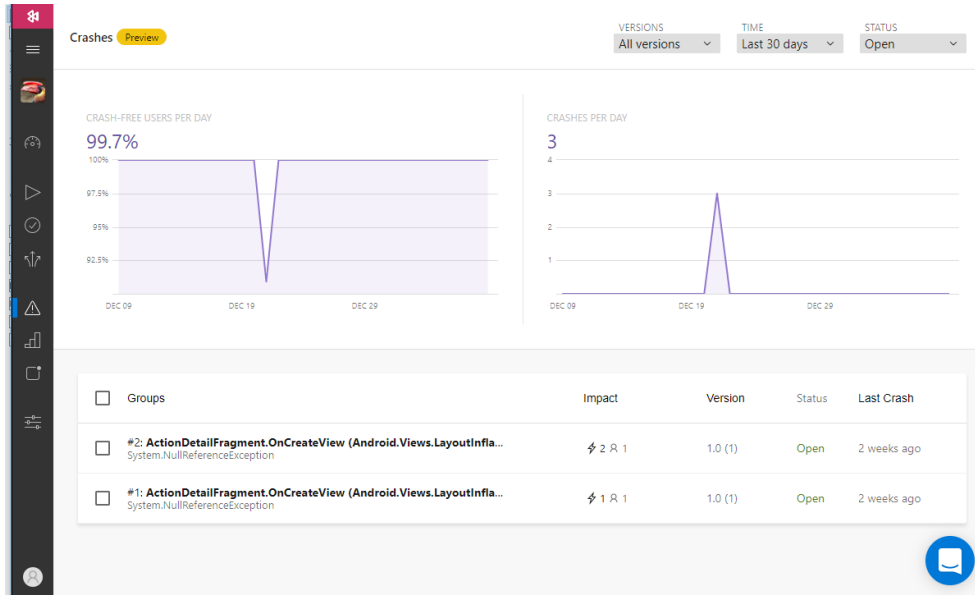 Crashes Preview
VERSIONS
All versions
TIME
Last 30 days
STATUS
Open
CRASH-FREE USERS PER DAY
99.7%
100%
97.5%
95%
92.5%
DEC 09 DEC 19 DEC 29
CRASHES PER DAY
3
4
3
2
1
DEC 09 DEC 19 DEC 29
Groups Impact Version Status Last Crash
#2: ActionDetailFragment.OnCreateView (Android.Views.LayoutInfla... 2 1 1.0 (1) Open 2 weeks ago
System.NullReferenceException
#1: ActionDetailFragment.OnCreateView (Android.Views.LayoutInfla... 1 1 1.0 (1) Open 2 weeks ago
System.NullReferenceException